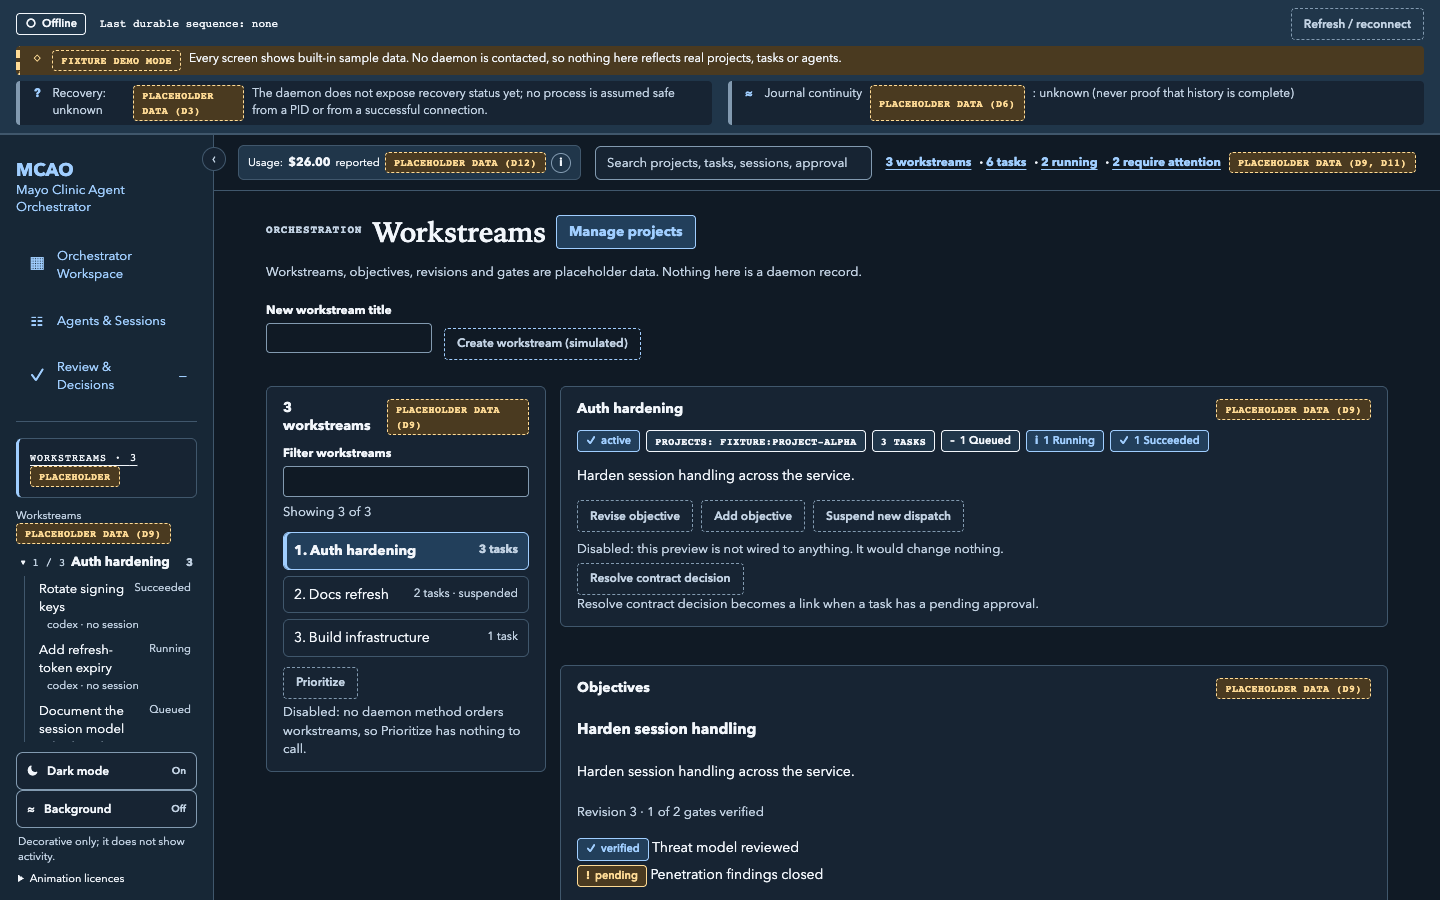 Offline
Last durable sequence: none
Refresh / reconnect
FIXTURE DEMO MODE Every screen shows built-in sample data. No daemon is contacted, so nothing here reflects real projects, tasks or agents.
? Recovery: unknown
PLACEHOLDER DATA (D3)
The daemon does not expose recovery status yet; no process is assumed safe
from a PID or from a successful connection.
≈ Journal continuity PLACEHOLDER DATA (D6) : unknown (never proof that history is complete)
MCAO
Mayo Clinic Agent
Orchestrator
Orchestrator
Workspace
Agents & Sessions
Review &
Decisions –
WORKSTREAMS · 3
PLACEHOLDER
Workstreams
PLACEHOLDER DATA (D9)
▾ 1 / 3 Auth hardening 3
Rotate signing keys
Succeeded
codex · no session
Add refresh-token expiry
Running
codex · no session
Document the session model
Queued
Dark mode On
≈ Background Off
Decorative only; it does not show
activity.
▶ Animation licences
‹
Usage: $26.00 reported PLACEHOLDER DATA (D12) i
Search projects, tasks, sessions, approval
3 workstreams · 6 tasks · 2 running · 2 require attention PLACEHOLDER DATA (D9, D11)
ORCHESTRATION Workstreams Manage projects
Workstreams, objectives, revisions and gates are placeholder data. Nothing here is a daemon record.
New workstream title
Create workstream (simulated)
3 workstreams
PLACEHOLDER DATA (D9)
Filter workstreams
Showing 3 of 3
1. Auth hardening 3 tasks
2. Docs refresh 2 tasks · suspended
3. Build infrastructure 1 task
Prioritize
Disabled: no daemon method orders
workstreams, so Prioritize has nothing to
call.
Auth hardening PLACEHOLDER DATA (D9)
✓ active PROJECTS: FIXTURE:PROJECT-ALPHA 3 TASKS – 1 Queued i 1 Running ✓ 1 Succeeded
Harden session handling across the service.
Revise objective Add objective Suspend new dispatch
Disabled: this preview is not wired to anything. It would change nothing.
Resolve contract decision
Resolve contract decision becomes a link when a task has a pending approval.
Objectives PLACEHOLDER DATA (D9)
Harden session handling
Harden session handling across the service.
Revision 3 · 1 of 2 gates verified
✓ verified Threat model reviewed
! pending Penetration findings closed